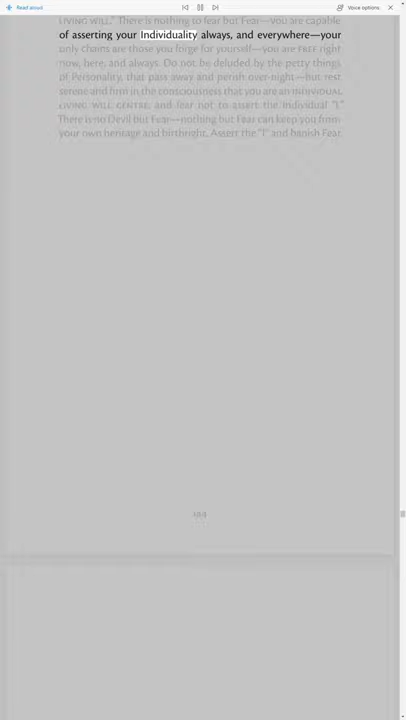 Read aloud
Voice options
LIVING WILL." There is nothing to fear but Fear—you are capable
of asserting your Individuality always, and everywhere—your
only chains are those you forge for yourself—you are FREE right
now, here, and always. Do not be deluded by the petty things
of Personality, that pass away and perish over-night—but rest
serene and firm in the consciousness that you are an INDIVIDUAL
LIVING WILL CENTRE, and fear not to assert the Individual "I."
There is no Devil but Fear—nothing but Fear can keep you from
your own heritage and birthright. Assert the "I" and banish Fear.
194